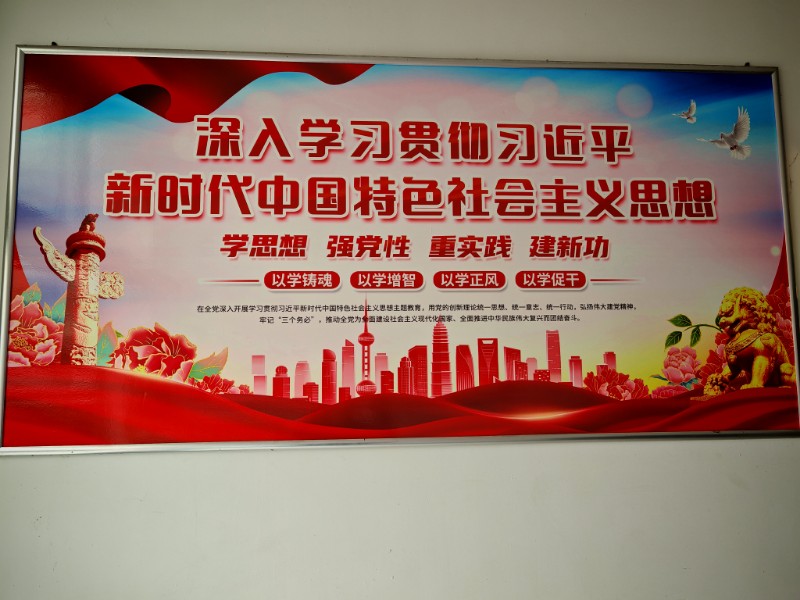 深入学习贯彻习近平
新时代中国特色社会主义思想
学思想 强党性 重实践 建新功
以学铸魂 以学增智 以学正风 以学促干
在全党深入开展学习贯彻习近平新时代中国特色社会主义思想主题教育，用党的创新理论统一思想、统一意志、统一行动，弘扬伟大建党精神，
牢记“三个务必”，推动全党为全面建设社会主义现代化国家、全面推进中华民族伟大复兴而团结奋斗。